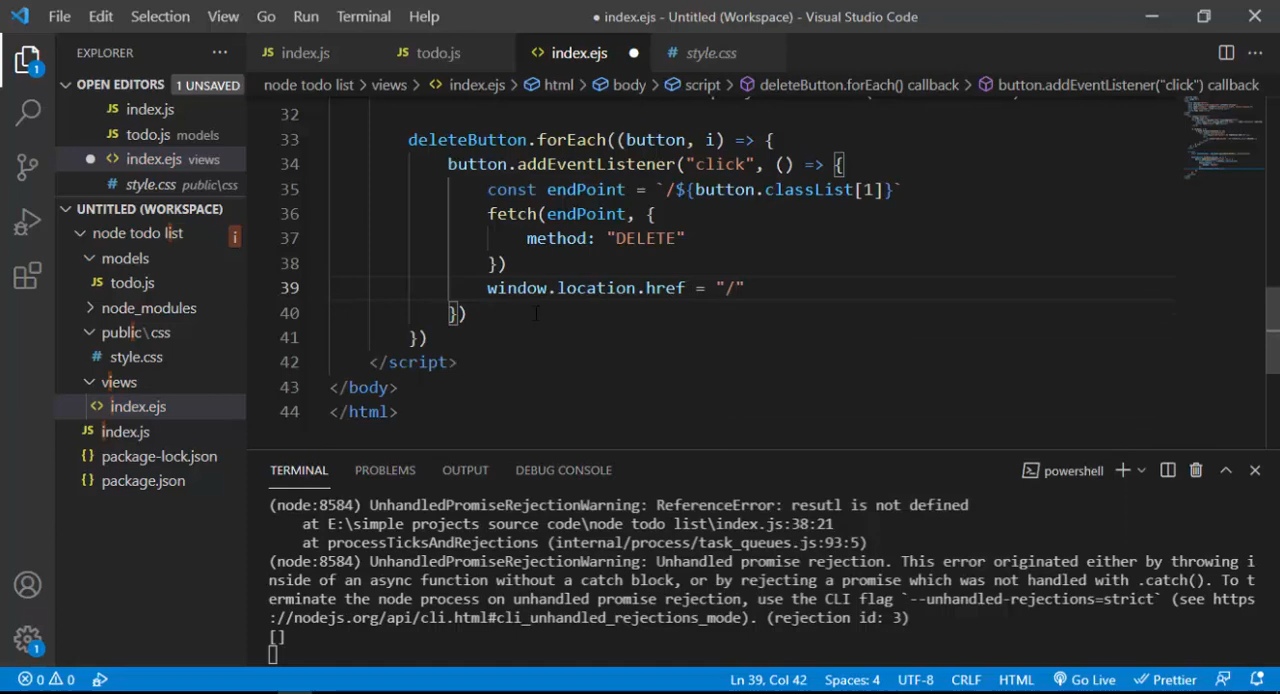 File Edit Selection View Go Run Terminal Help ● index.ejs - Untitled (Workspace) - Visual Studio Code
EXPLORER ··· JS index.js JS todo.js <> index.ejs ● # style.css ···
OPEN EDITORS 1 UNSAVED node todo list > views > <> index.ejs > html > body > script > deleteButton.forEach() callback > button.addEventListener("click") callback
JS index.js
JS todo.js models
● <> index.ejs views
# style.css public\css
UNTITLED (WORKSPACE)
node todo list i
models
JS todo.js
node_modules
public\css
# style.css
views
<> index.ejs
JS index.js
{} package-lock.json
{} package.json
1
1
32
33 deleteButton.forEach((button, i) => {
34 button.addEventListener("click", () => {
35 const endPoint = `/${button.classList[1]}`
36 fetch(endPoint, {
37 method: "DELETE"
38 })
39 window.location.href = "/"
40 })
41 })
42 </script>
43 </body>
44 </html>
TERMINAL PROBLEMS OUTPUT DEBUG CONSOLE powershell
(node:8584) UnhandledPromiseRejectionWarning: ReferenceError: resutl is not defined
at E:\simple projects source code\node todo list\index.js:38:21
at processTicksAndRejections (internal/process/task_queues.js:93:5)
(node:8584) UnhandledPromiseRejectionWarning: Unhandled promise rejection. This error originated either by throwing i
nside of an async function without a catch block, or by rejecting a promise which was not handled with .catch(). To t
erminate the node process on unhandled promise rejection, use the CLI flag `--unhandled-rejections=strict` (see https
://nodejs.org/api/cli.html#cli_unhandled_rejections_mode). (rejection id: 3)
[]
0 0 Ln 39, Col 42 Spaces: 4 UTF-8 CRLF HTML Go Live Prettier